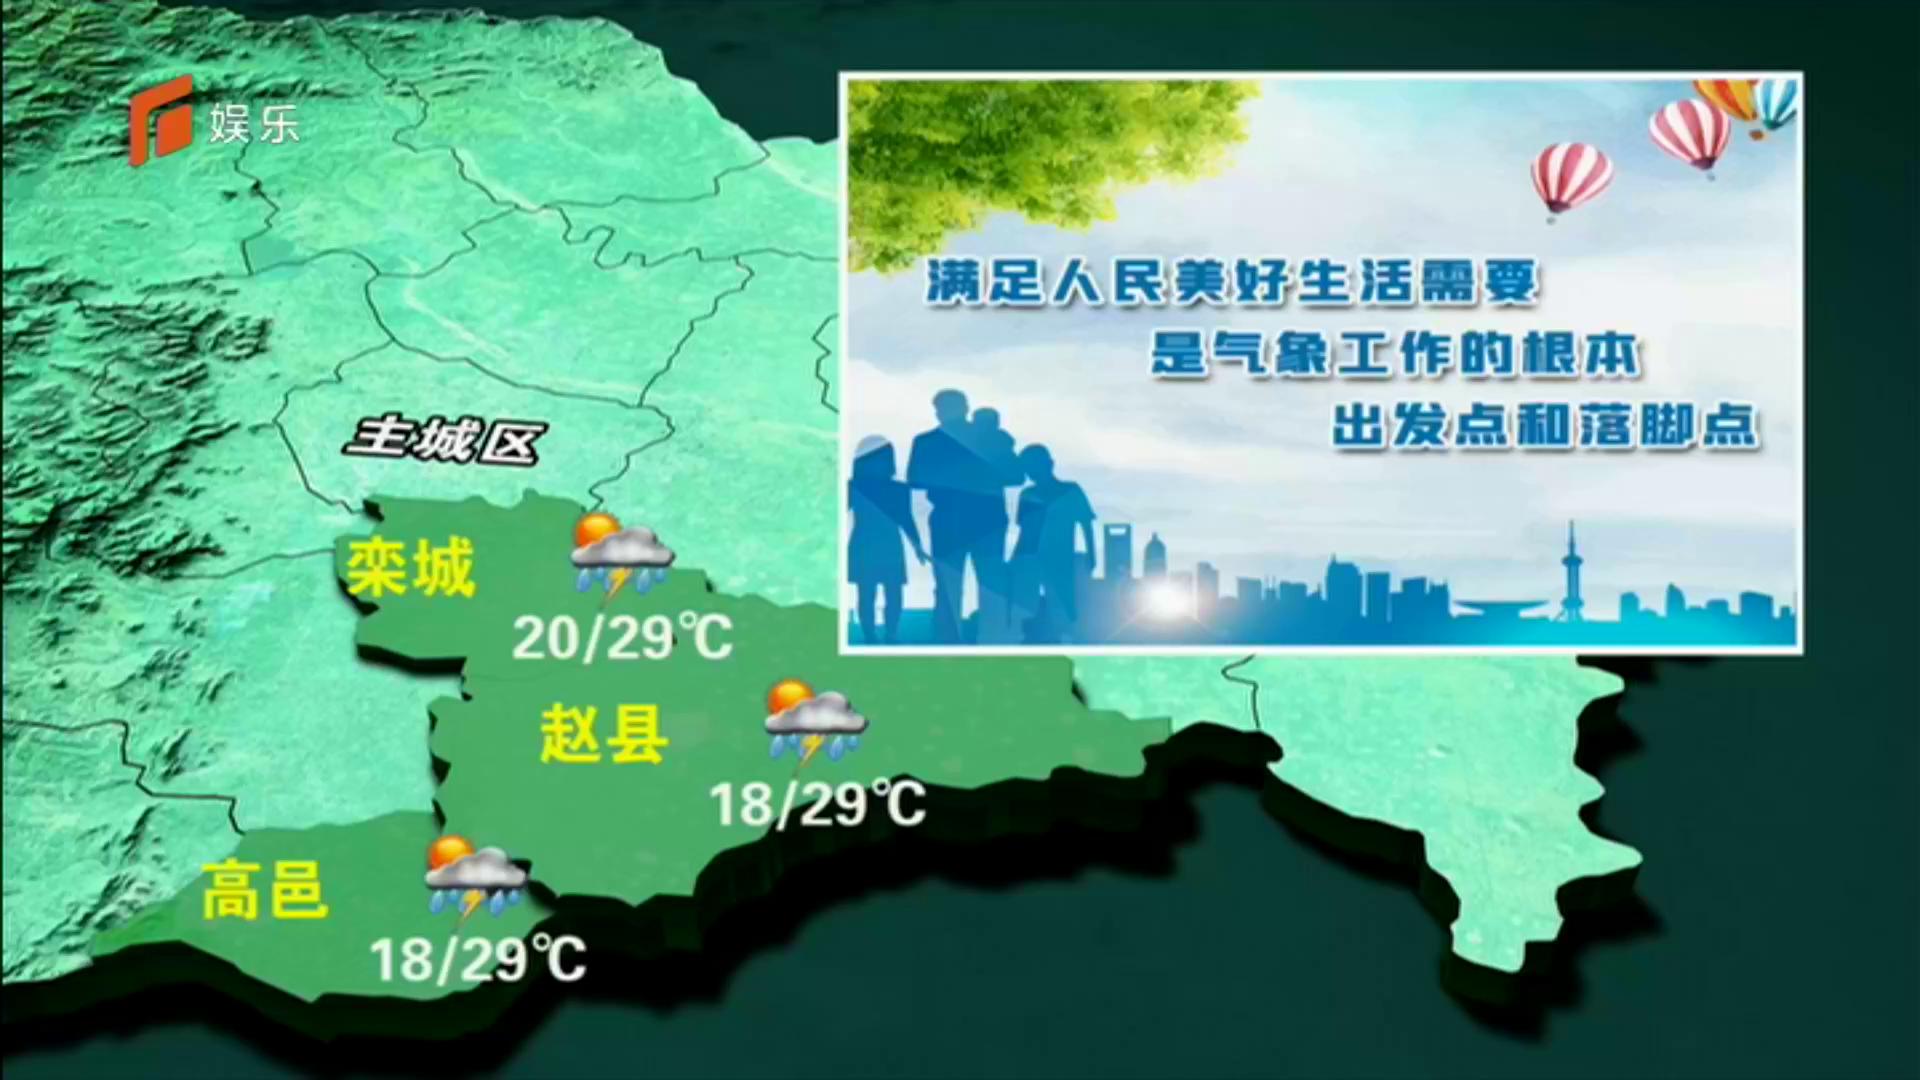 娱乐
满足人民美好生活需要
是气象工作的根本
出发点和落脚点
主城区
栾城
20/29℃
赵县
18/29℃
高邑
18/29℃